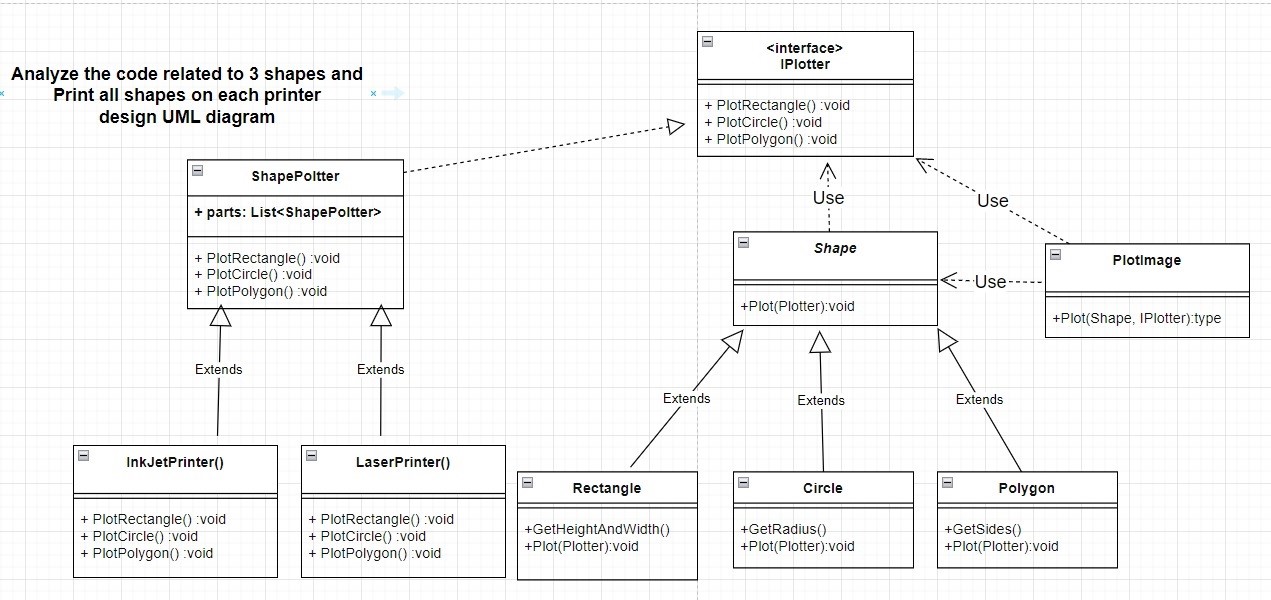 Analyze the code related to 3 shapes and
Print all shapes on each printer
design UML diagram
<interface>
IPlotter
+ PlotRectangle() :void
+ PlotCircle() :void
+ PlotPolygon() :void
ShapePoltter
+ parts: List<ShapePoltter>
+ PlotRectangle() :void
+ PlotCircle() :void
+ PlotPolygon() :void
Use
Use
Shape
+Plot(Plotter):void
Use
PlotImage
+Plot(Shape, IPlotter):type
Extends
Extends
Extends
Extends
Extends
InkJetPrinter()
+ PlotRectangle() :void
+ PlotCircle() :void
+ PlotPolygon() :void
LaserPrinter()
+ PlotRectangle() :void
+ PlotCircle() :void
+ PlotPolygon() :void
Rectangle
+GetHeightAndWidth()
+Plot(Plotter):void
Circle
+GetRadius()
+Plot(Plotter):void
Polygon
+GetSides()
+Plot(Plotter):void